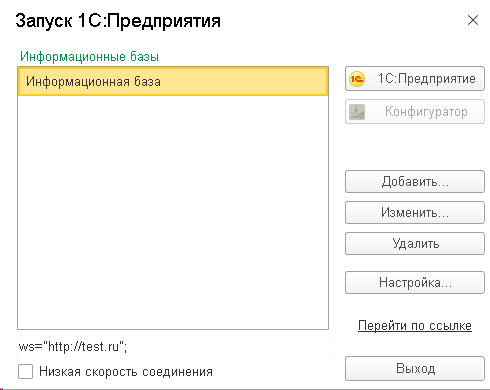 Запуск 1С:Предприятия
Информационные базы
Информационная база
1С:Предприятие
Конфигуратор
Добавить...
Изменить...
Удалить
Настройка...
Перейти по ссылке
ws="http://test.ru";
Низкая скорость соединения
Выход